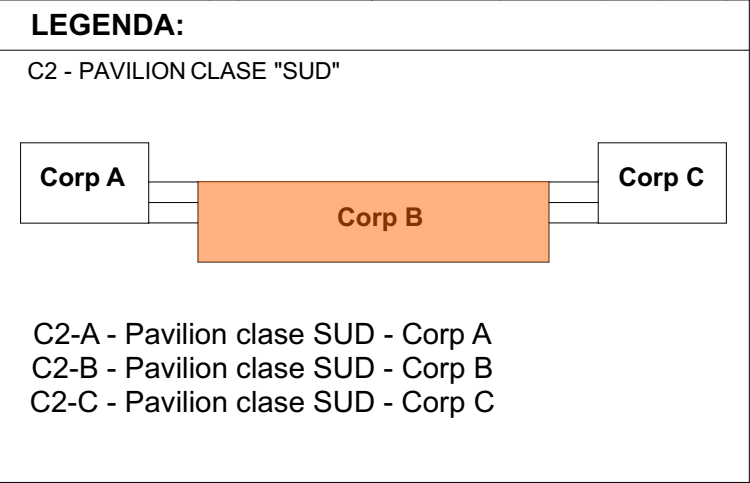 LEGENDA:
C2 - PAVILION CLASE "SUD"
Corp A
Corp C
Corp B
C2-A - Pavilion clase SUD - Corp A
C2-B - Pavilion clase SUD - Corp B
C2-C - Pavilion clase SUD - Corp C